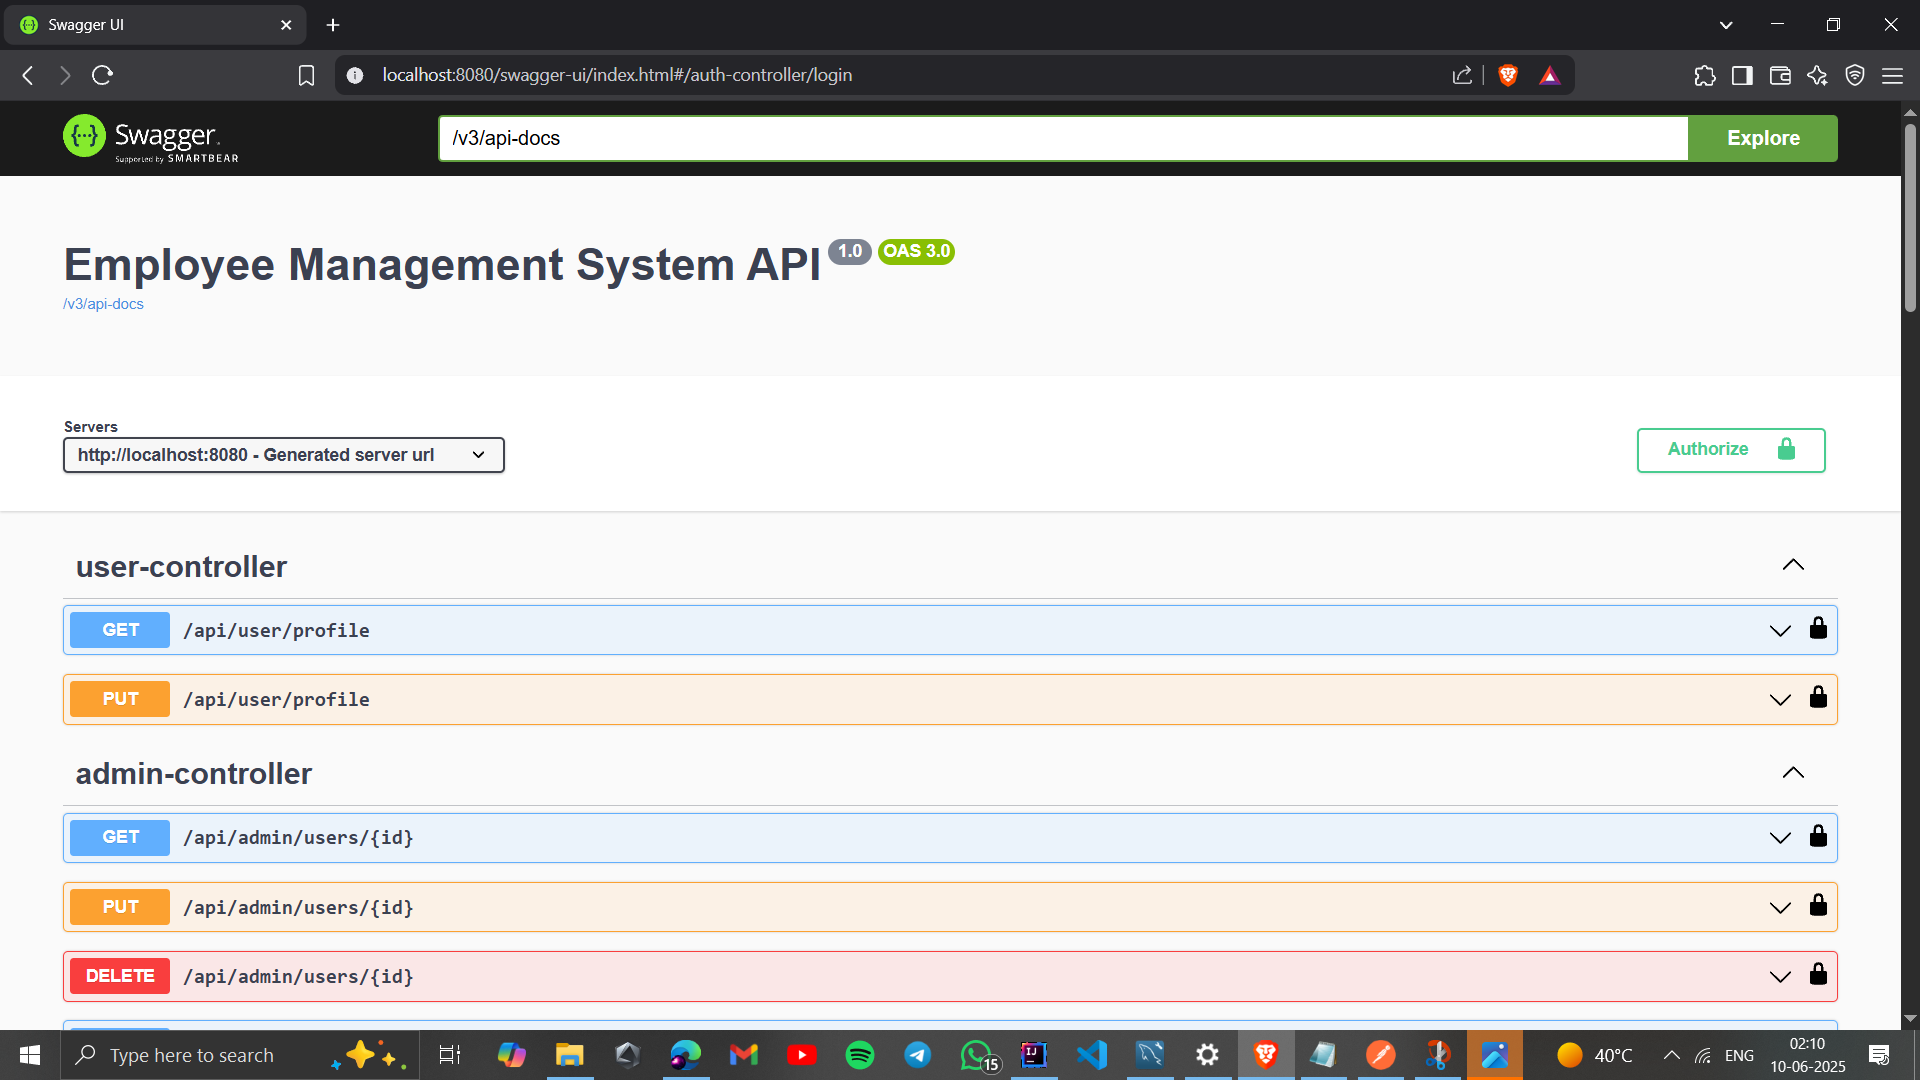 Swagger UI
localhost:8080/swagger-ui/index.html#/auth-controller/login
Swagger.
Supported by SMARTBEAR
/v3/api-docs
Explore
Employee Management System API 1.0 OAS 3.0
/v3/api-docs
Servers
http://localhost:8080 - Generated server url
Authorize
user-controller
GET /api/user/profile
PUT /api/user/profile
admin-controller
GET /api/admin/users/{id}
PUT /api/admin/users/{id}
DELETE /api/admin/users/{id}
Type here to search
15
IJ
40°C
ENG
02:10
10-06-2025